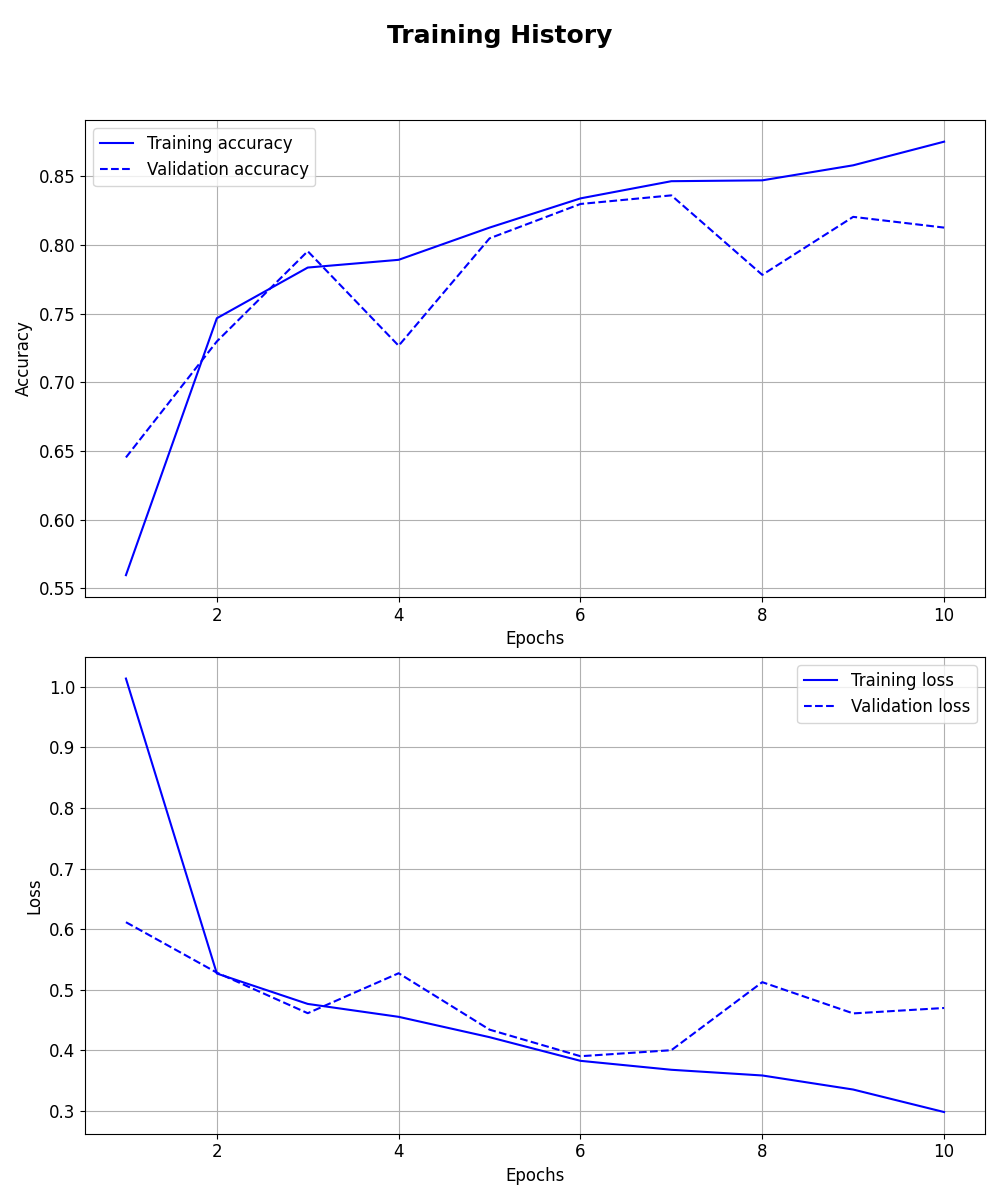 Training History
Training accuracy
Validation accuracy
0.85
0.80
0.75
0.70
0.65
0.60
0.55
Accuracy
2 4 6 8 10
Epochs
Training loss
Validation loss
1.0
0.9
0.8
0.7
0.6
0.5
0.4
0.3
Loss
2 4 6 8 10
Epochs